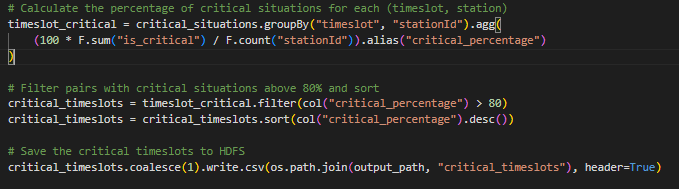 # Calculate the percentage of critical situations for each (timeslot, station)
timeslot_critical = critical_situations.groupBy("timeslot", "stationId").agg(
    (100 * F.sum("is_critical") / F.count("stationId")).alias("critical_percentage")
)

# Filter pairs with critical situations above 80% and sort
critical_timeslots = timeslot_critical.filter(col("critical_percentage") > 80)
critical_timeslots = critical_timeslots.sort(col("critical_percentage").desc())

# Save the critical timeslots to HDFS
critical_timeslots.coalesce(1).write.csv(os.path.join(output_path, "critical_timeslots"), header=True)